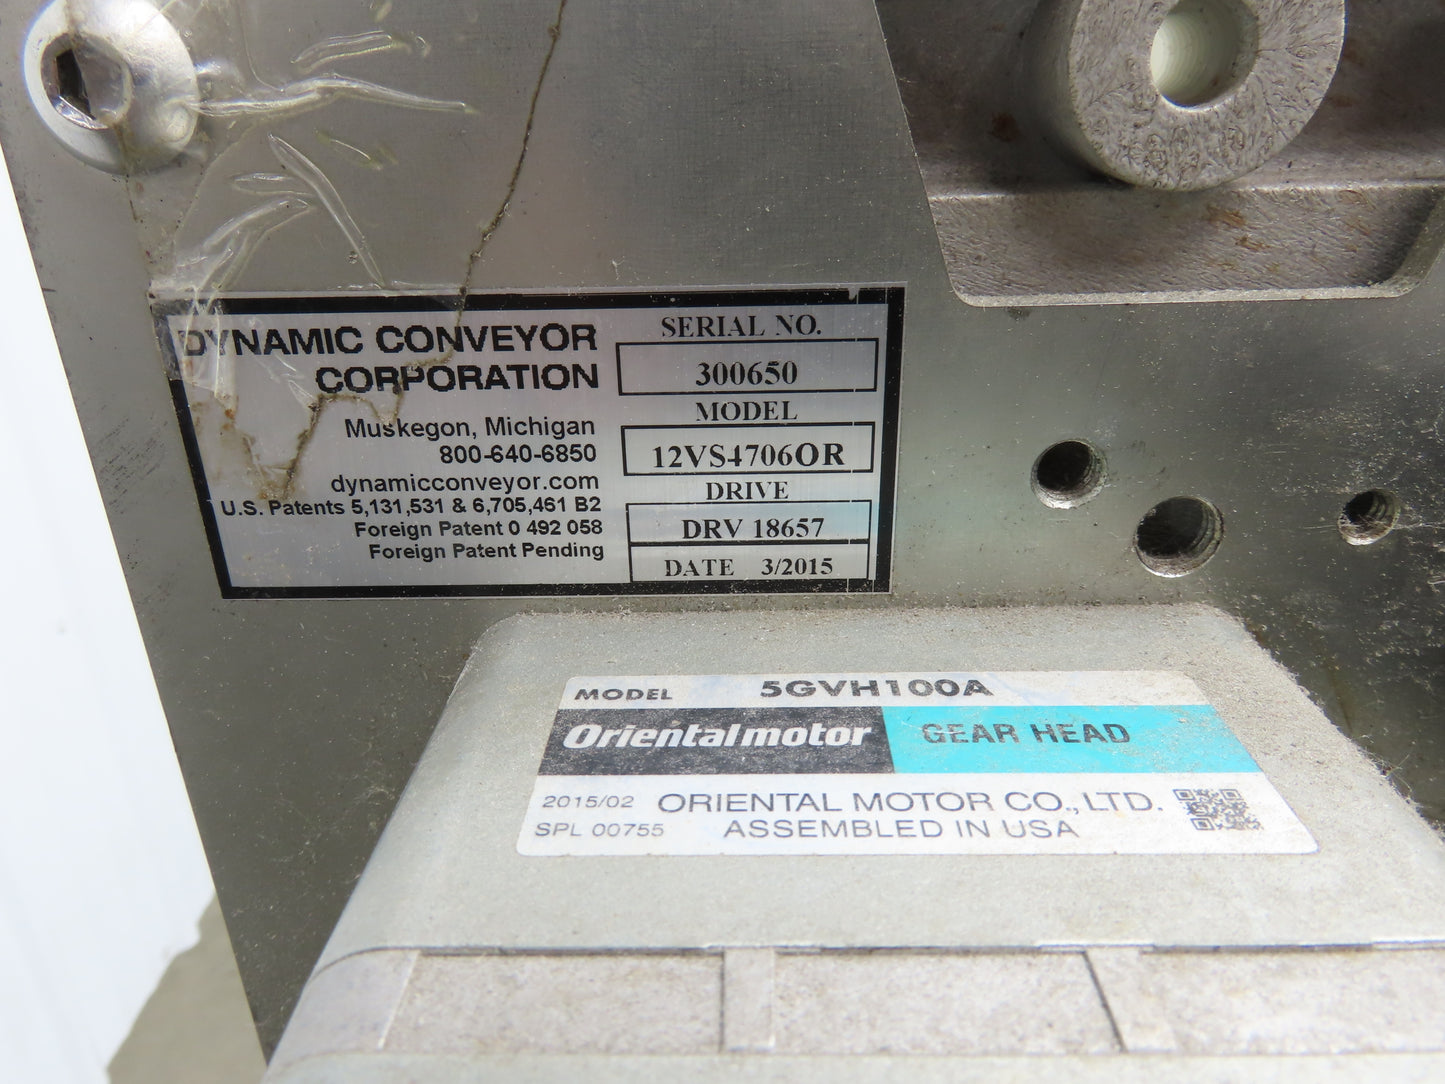 DYNAMIC CONVEYOR
CORPORATION
Muskegon, Michigan
800-640-6850
dynamicconveyor.com
U.S. Patents 5,131,531 & 6,705,461 B2
Foreign Patent 0 492 058
Foreign Patent Pending
SERIAL NO.
300650
MODEL
12VS4706OR
DRIVE
DRV 18657
DATE 3/2015
MODEL 5GVH100A
Orientalmotor GEAR HEAD
2015/02 ORIENTAL MOTOR CO.,LTD.
SPL 00755 ASSEMBLED IN USA